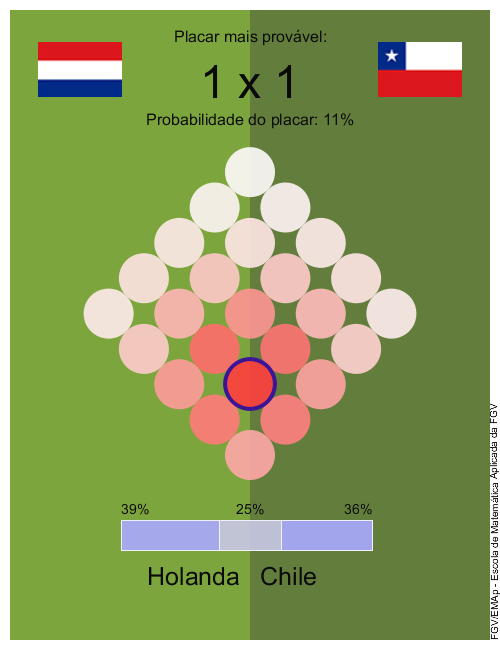 Placar mais provável:
1 x 1
Probabilidade do placar: 11%
39% 25% 36%
Holanda Chile
FGV/EMAp - Escola de Matemática Aplicada da FGV